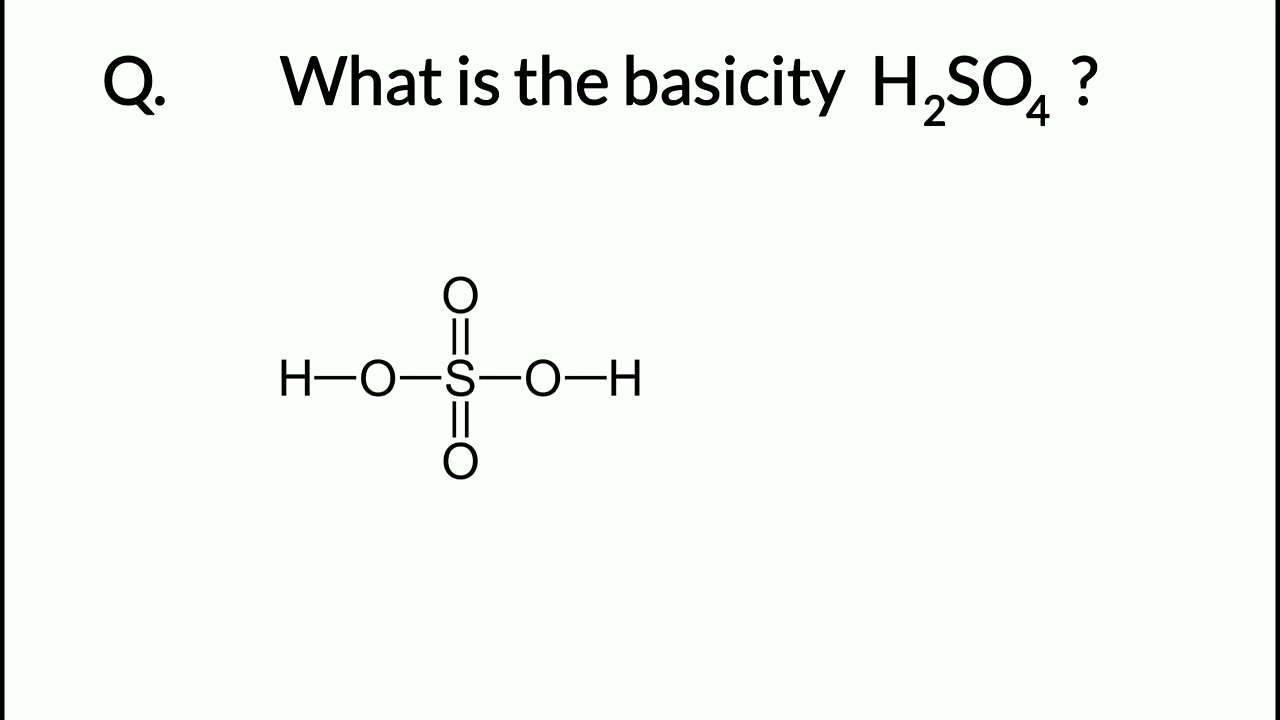 Q. What is the basicity H₂SO₄ ?
O
H—O—S—O—H
O